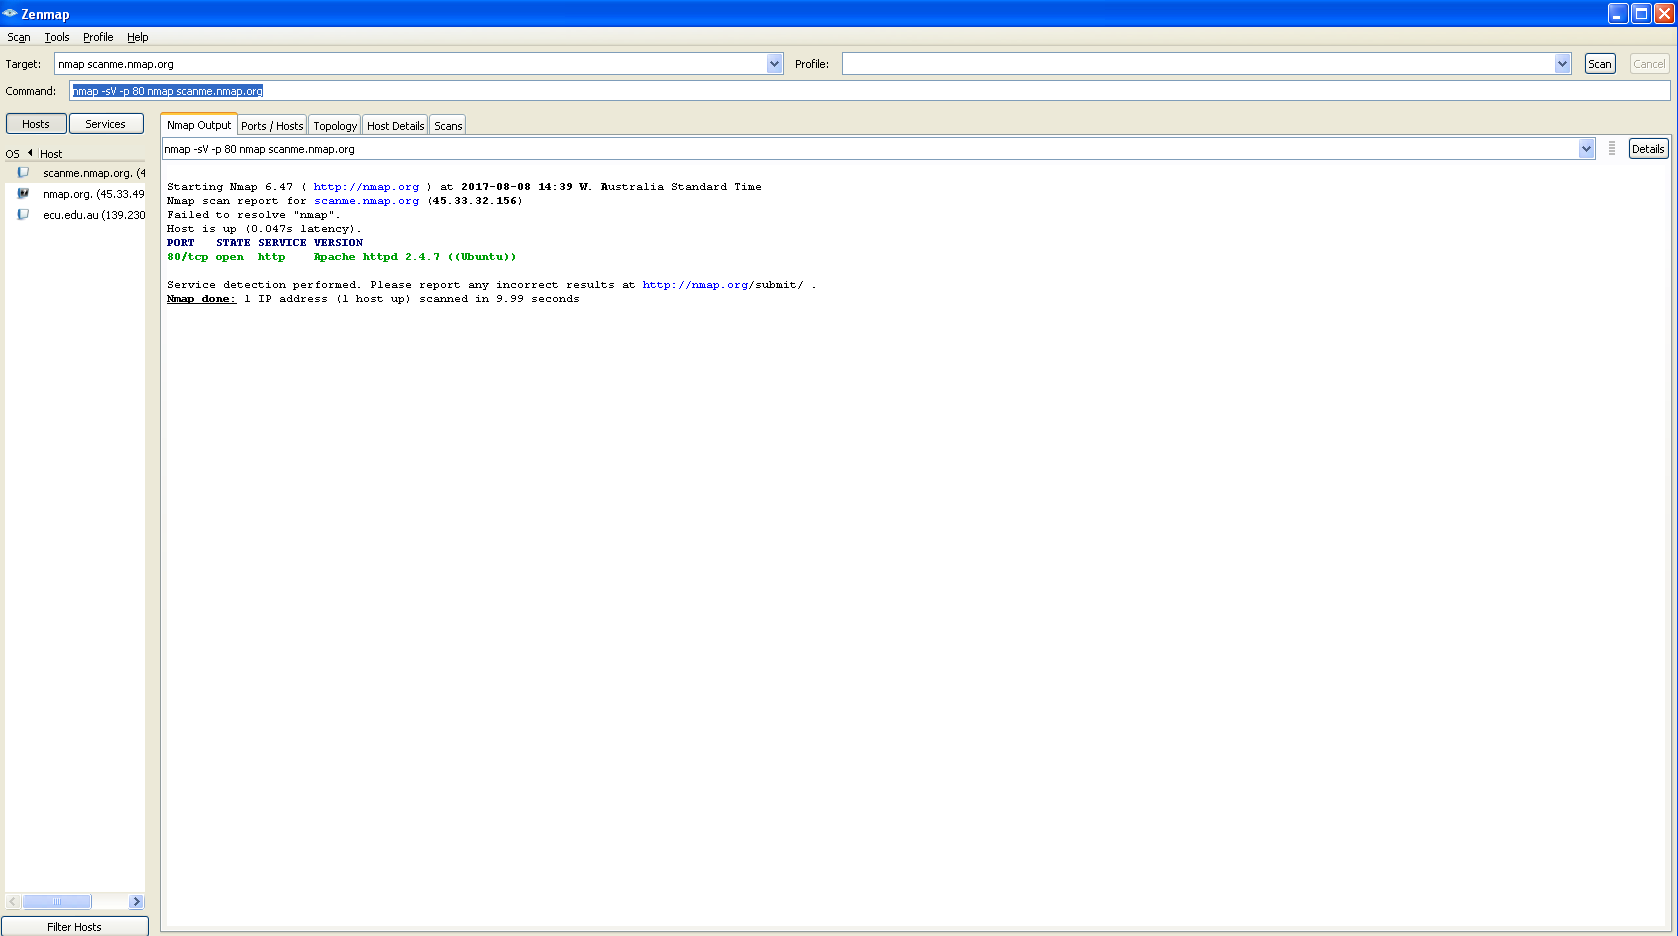 Zenmap
Scan Tools Profile Help
Target: nmap scanme.nmap.org Profile: Scan Cancel
Command: nmap -sV -p 80 nmap scanme.nmap.org
Hosts Services Nmap Output Ports / Hosts Topology Host Details Scans
nmap -sV -p 80 nmap scanme.nmap.org Details
OS Host
scanme.nmap.org. (4
nmap.org. (45.33.49
ecu.edu.au (139.230
Starting Nmap 6.47 ( http://nmap.org ) at 2017-08-08 14:39 W. Australia Standard Time
Nmap scan report for scanme.nmap.org (45.33.32.156)
Failed to resolve "nmap".
Host is up (0.047s latency).
PORT STATE SERVICE VERSION
80/tcp open http Apache httpd 2.4.7 ((Ubuntu))
Service detection performed. Please report any incorrect results at http://nmap.org/submit/ .
Nmap done: 1 IP address (1 host up) scanned in 9.99 seconds
Filter Hosts